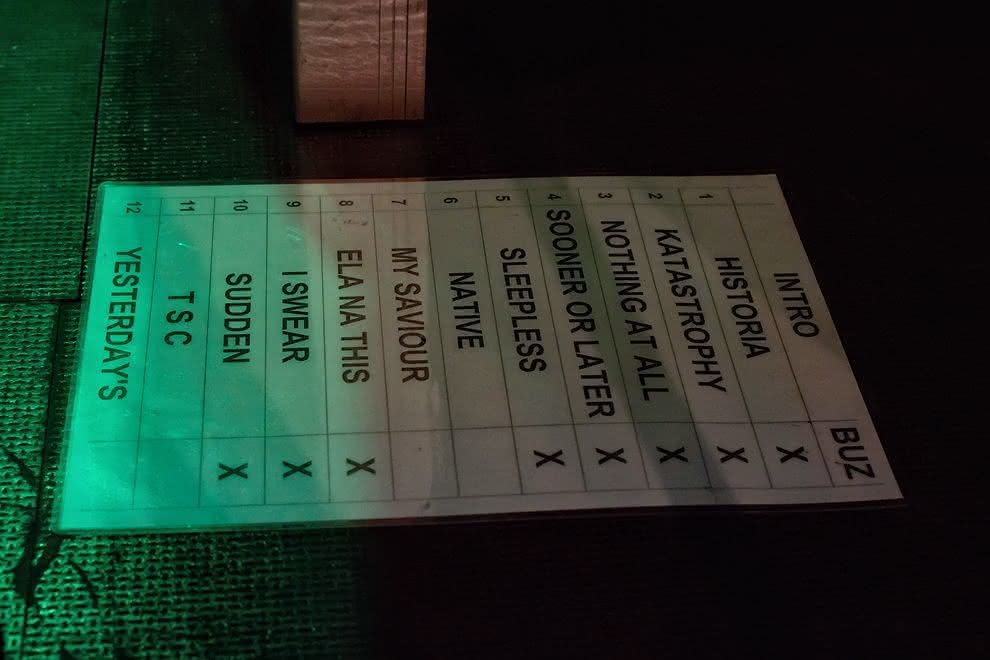 INTRO BUZ
1 HISTORIA X
2 KATASTROPHY X
3 NOTHING AT ALL X
4 SOONER OR LATER X
5 SLEEPLESS X
6 NATIVE
7 MY SAVIOUR
8 ELA NA THIS X
9 I SWEAR X
10 SUDDEN X
11 T S C
12 YESTERDAY'S